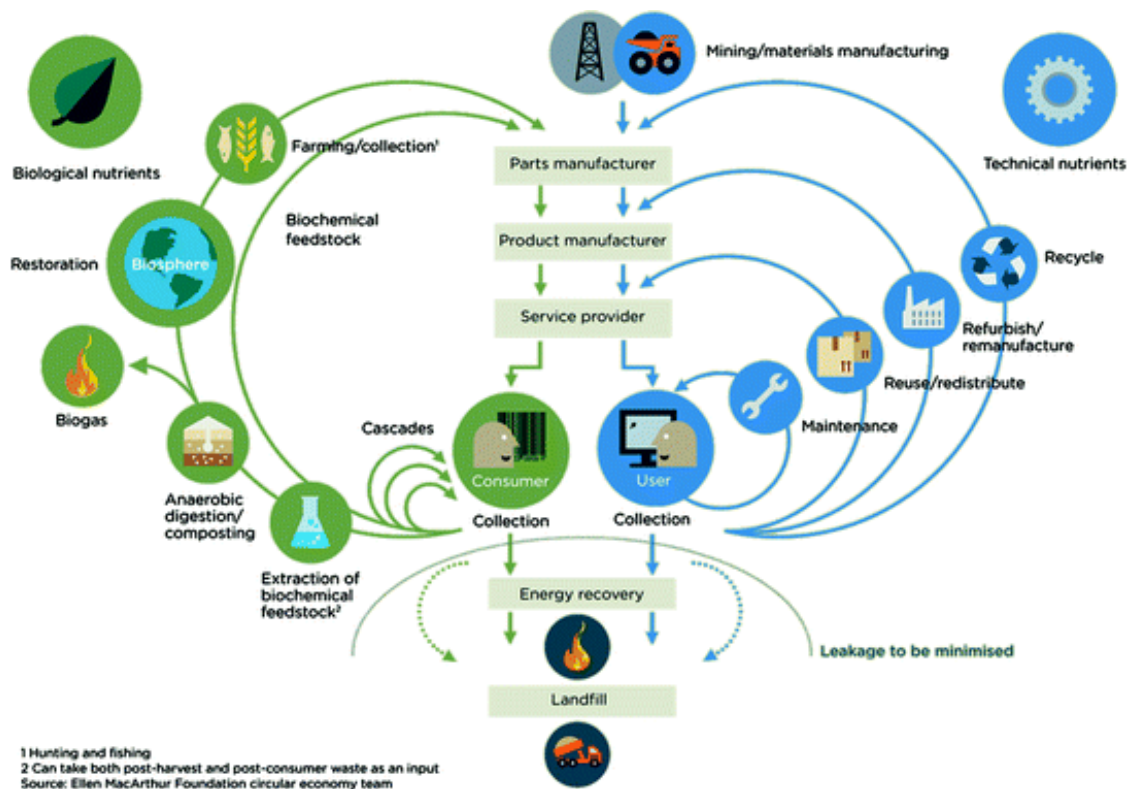 Mining/materials manufacturing
Biological nutrients
Farming/collection¹
Parts manufacturer
Technical nutrients
Biochemical
feedstock
Product manufacturer
Restoration
Biosphere
Recycle
Service provider
Refurbish/
remanufacture
Reuse/redistribute
Biogas
Cascades
Maintenance
Consumer
User
Anaerobic
digestion/
composting
Collection
Collection
Extraction of
biochemical
feedstock²
Energy recovery
Leakage to be minimised
Landfill
1 Hunting and fishing
2 Can take both post-harvest and post-consumer waste as an input
Source: Ellen MacArthur Foundation circular economy team